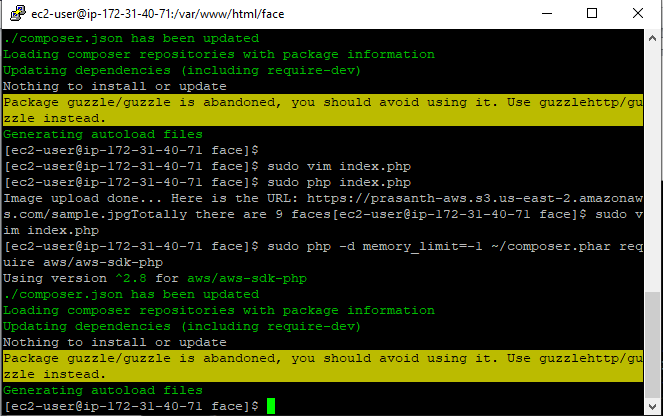 ec2-user@ip-172-31-40-71:/var/www/html/face
./composer.json has been updated
Loading composer repositories with package information
Updating dependencies (including require-dev)
Nothing to install or update
Package guzzle/guzzle is abandoned, you should avoid using it. Use guzzlehttp/gu
zzle instead.
Generating autoload files
[ec2-user@ip-172-31-40-71 face]$
[ec2-user@ip-172-31-40-71 face]$ sudo vim index.php
[ec2-user@ip-172-31-40-71 face]$ sudo php index.php
Image upload done... Here is the URL: https://prasanth-aws.s3.us-east-2.amazonaw
s.com/sample.jpgTotally there are 9 faces[ec2-user@ip-172-31-40-71 face]$ sudo v
im index.php
[ec2-user@ip-172-31-40-71 face]$ sudo php -d memory_limit=-1 ~/composer.phar req
uire aws/aws-sdk-php
Using version ^2.8 for aws/aws-sdk-php
./composer.json has been updated
Loading composer repositories with package information
Updating dependencies (including require-dev)
Nothing to install or update
Package guzzle/guzzle is abandoned, you should avoid using it. Use guzzlehttp/gu
zzle instead.
Generating autoload files
[ec2-user@ip-172-31-40-71 face]$